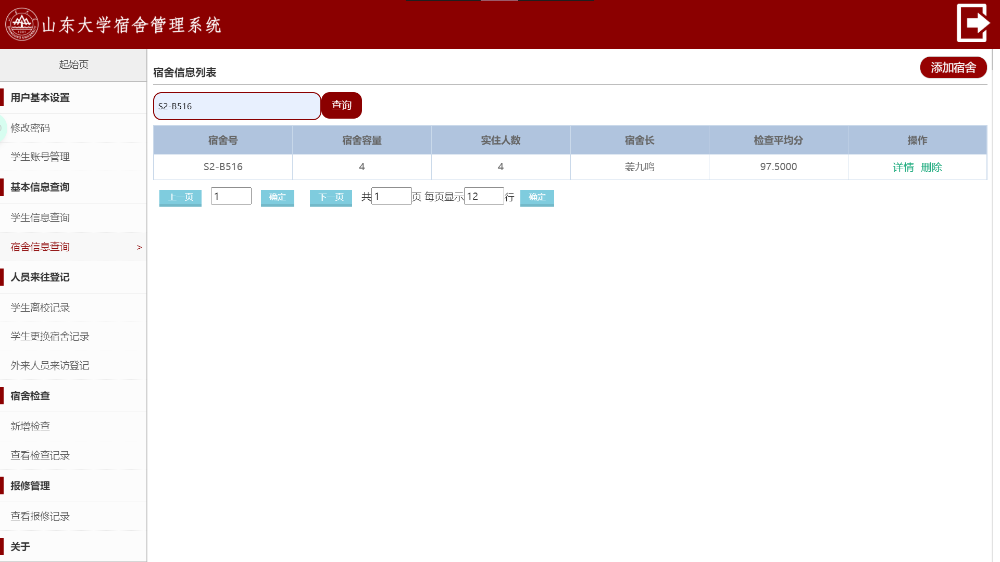 山东大学宿舍管理系统
SHANDONG UNIVERSITY
1901
起始页
用户基本设置
修改密码
学生账号管理
基本信息查询
学生信息查询
宿舍信息查询 >
人员来往登记
学生离校记录
学生更换宿舍记录
外来人员来访登记
宿舍检查
新增检查
查看检查记录
报修管理
查看报修记录
关于
宿舍信息列表 添加宿舍
S2-B516 查询
宿舍号 宿舍容量 实住人数 宿舍长 检查平均分 操作
S2-B516 4 4 姜九鸣 97.5000 详情 删除
上一页 1 确定 下一页 共1页 每页显示12行 确定